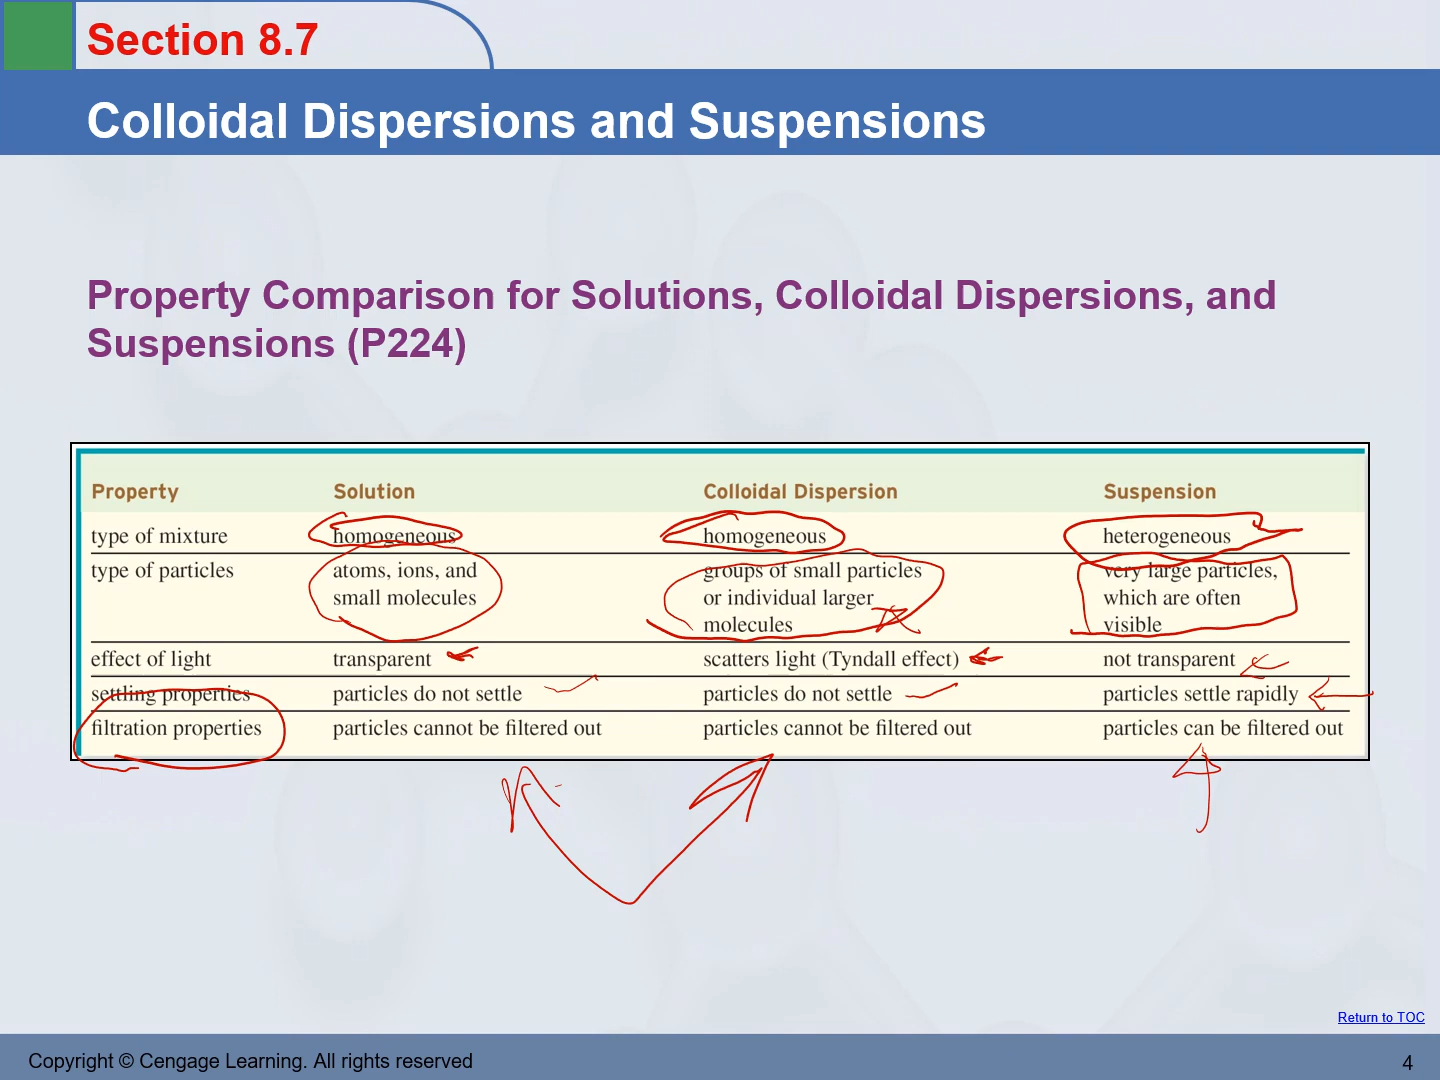 Section 8.7
Colloidal Dispersions and Suspensions
Property Comparison for Solutions, Colloidal Dispersions, and
Suspensions (P224)
Property Solution Colloidal Dispersion Suspension
type of mixture homogeneous homogeneous heterogeneous
type of particles atoms, ions, and groups of small particles very large particles,
small molecules or individual larger which are often
molecules visible
effect of light transparent scatters light (Tyndall effect) not transparent
settling properties particles do not settle particles do not settle particles settle rapidly
filtration properties particles cannot be filtered out particles cannot be filtered out particles can be filtered out
Return to TOC
Copyright © Cengage Learning. All rights reserved 4